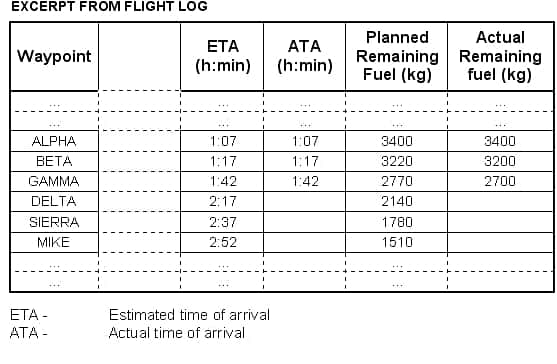 EXCERPT FROM FLIGHT LOG
Waypoint ETA (h:min) ATA (h:min) Planned Remaining Fuel (kg) Actual Remaining fuel (kg)
... ... ... ... ...
... ... ... ... ...
ALPHA 1:07 1:07 3400 3400
BETA 1:17 1:17 3220 3200
GAMMA 1:42 1:42 2770 2700
DELTA 2:17 2140
SIERRA 2:37 1780
MIKE 2:52 1510
... ... ... ... ...
... ... ... ... ...
ETA - Estimated time of arrival
ATA - Actual time of arrival